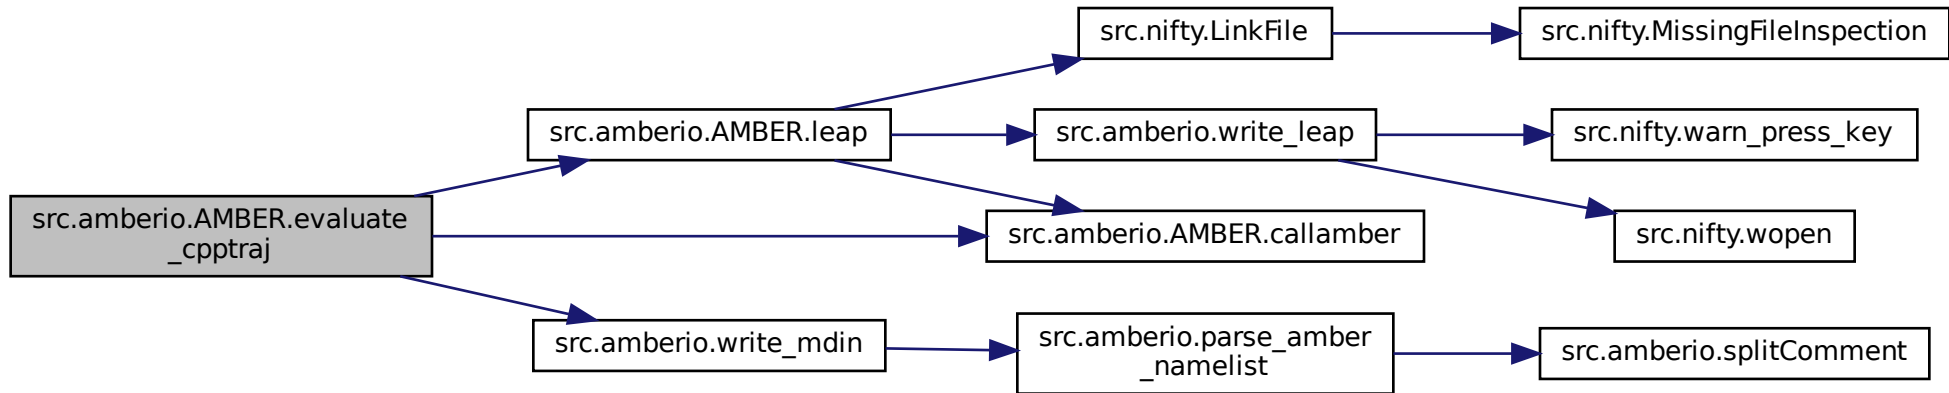 src.nifty.LinkFile
src.nifty.MissingFileInspection
src.amberio.AMBER.leap
src.amberio.write_leap
src.nifty.warn_press_key
src.amberio.AMBER.evaluate
_cpptraj
src.amberio.AMBER.callamber
src.nifty.wopen
src.amberio.write_mdin
src.amberio.parse_amber
_namelist
src.amberio.splitComment